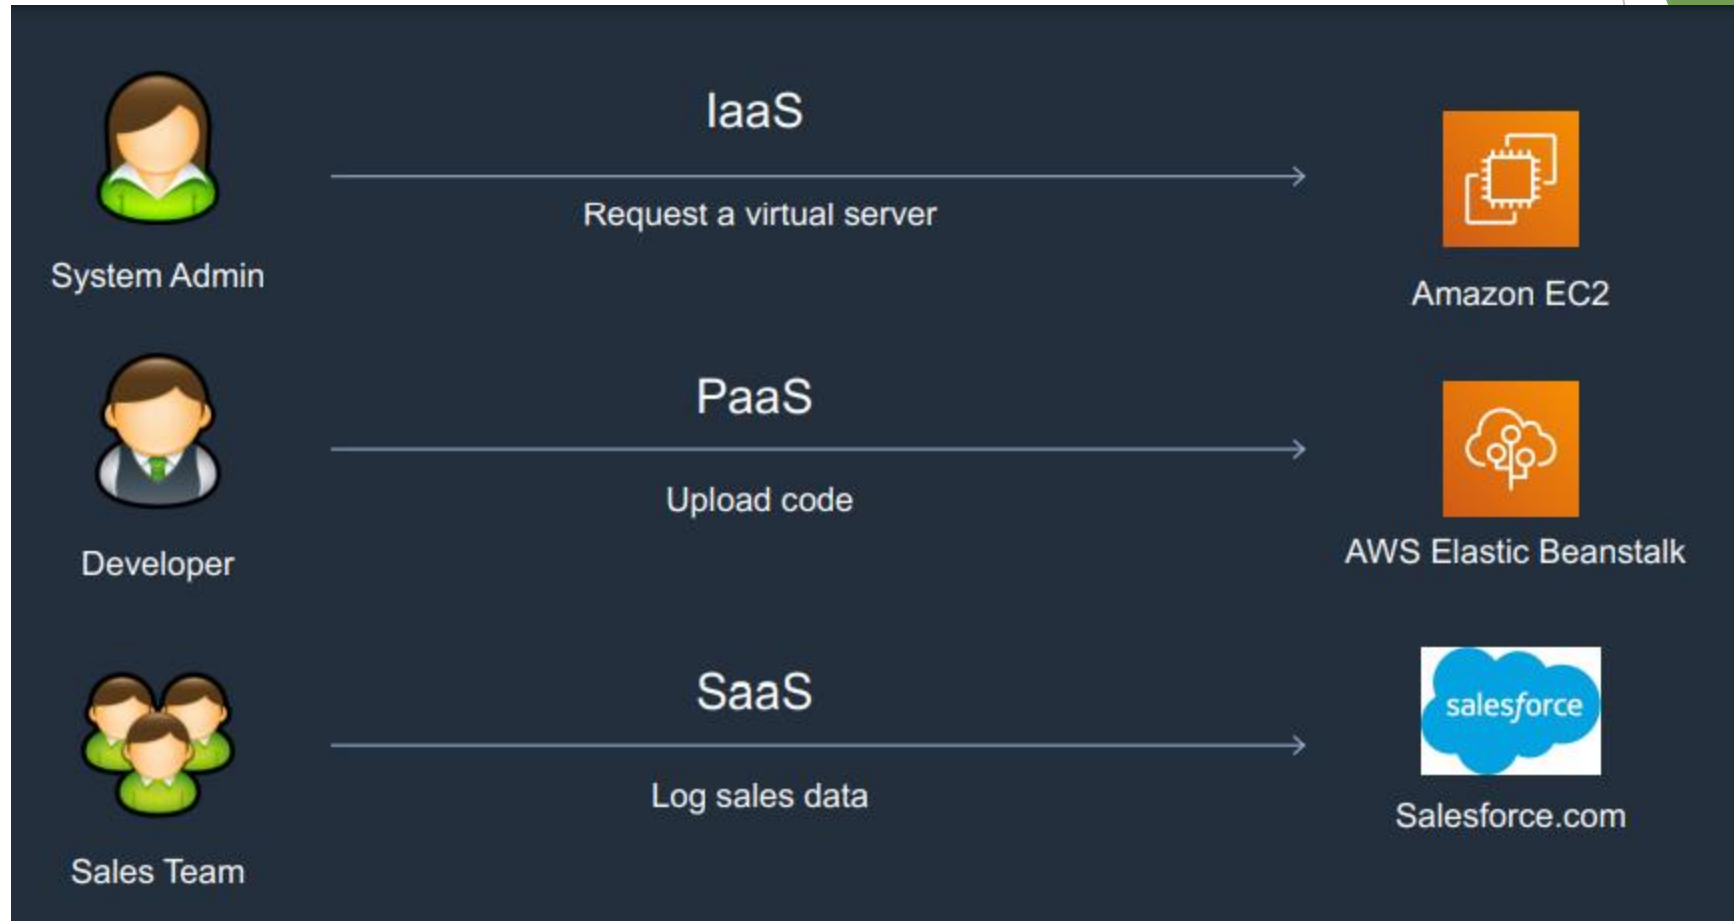 IaaS
Request a virtual server
System Admin
Amazon EC2
PaaS
Upload code
Developer
AWS Elastic Beanstalk
SaaS
salesforce
Log sales data
Salesforce.com
Sales Team